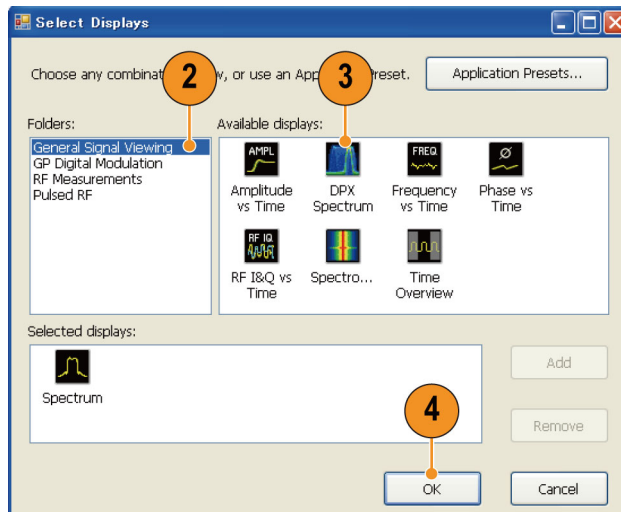 Select Displays
Choose any combinat w, or use an Ap reset.
Application Presets...
2
3
Folders:
Available displays:
General Signal Viewing
GP Digital Modulation
RF Measurements
Pulsed RF
AMPL
FREQ
Ø
Amplitude
vs Time
DPX
Spectrum
Frequency
vs Time
Phase vs
Time
RF IQ
RF I&Q vs
Time
Spectro...
Time
Overview
Selected displays:
Spectrum
Add
Remove
4
OK
Cancel